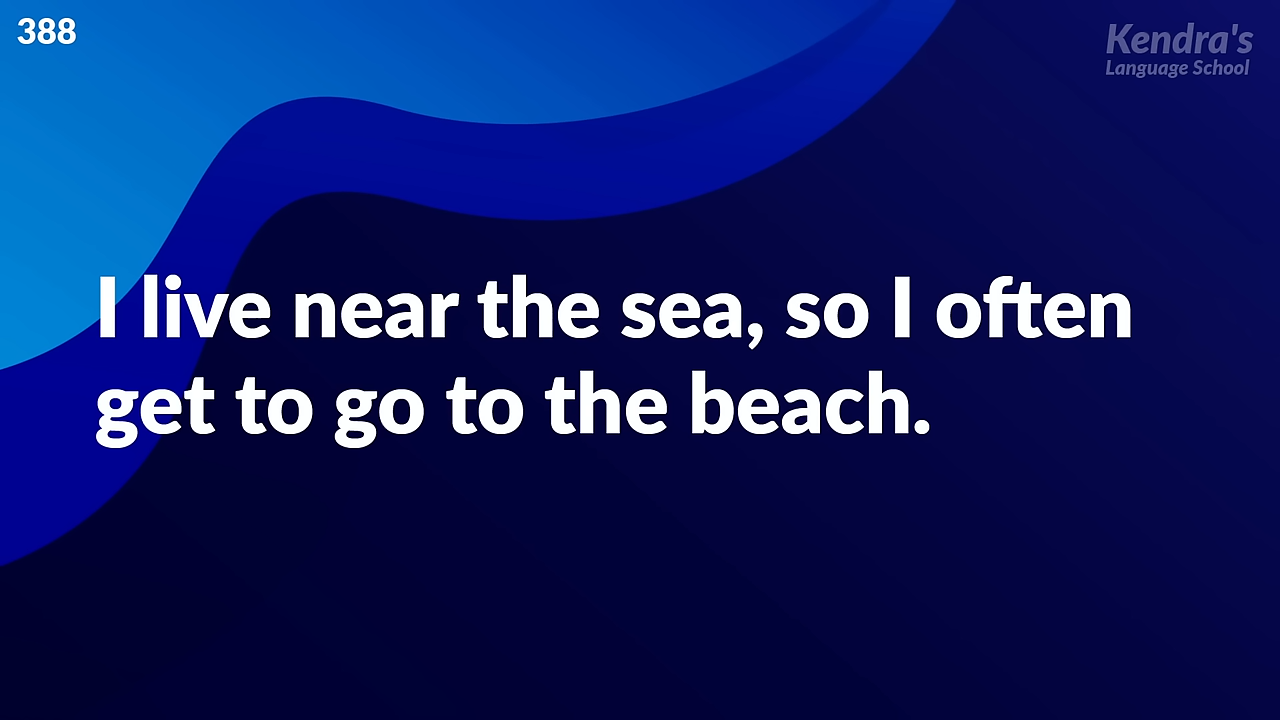 388
Kendra's
Language School
I live near the sea, so I often
get to go to the beach.